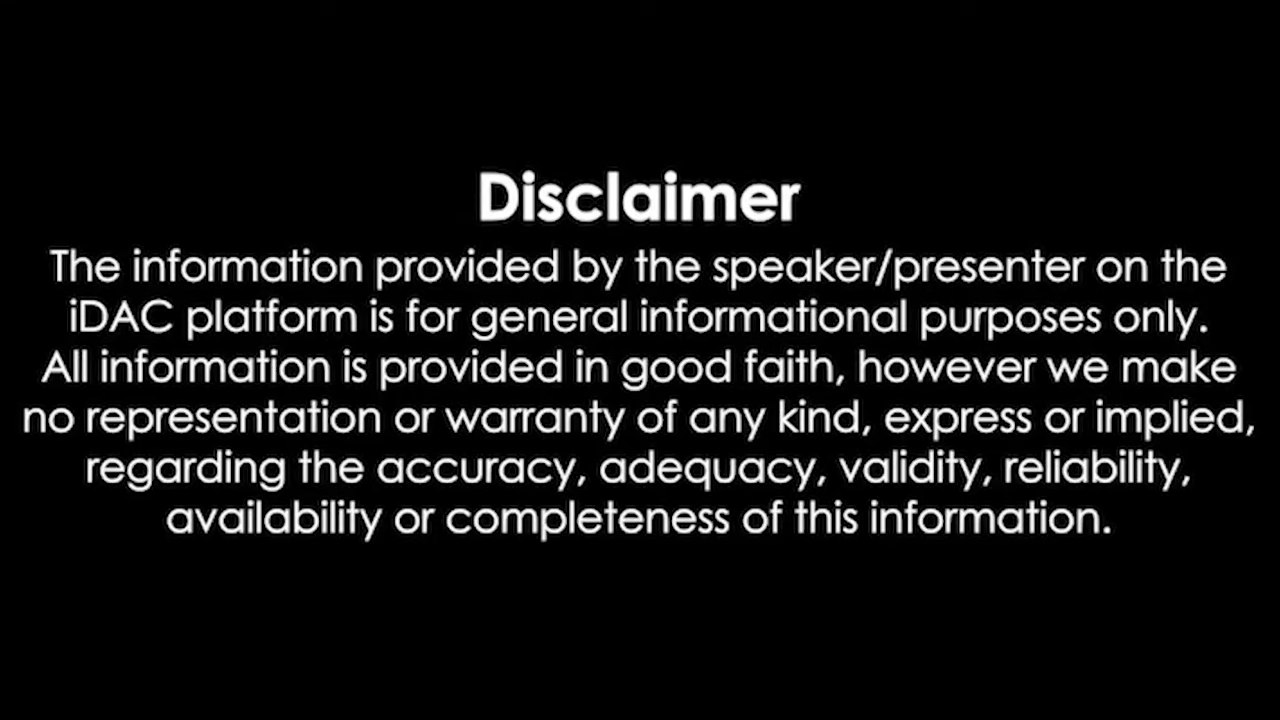 Disclaimer
The information provided by the speaker/presenter on the
iDAC platform is for general informational purposes only.
All information is provided in good faith, however we make
no representation or warranty of any kind, express or implied,
regarding the accuracy, adequacy, validity, reliability,
availability or completeness of this information.